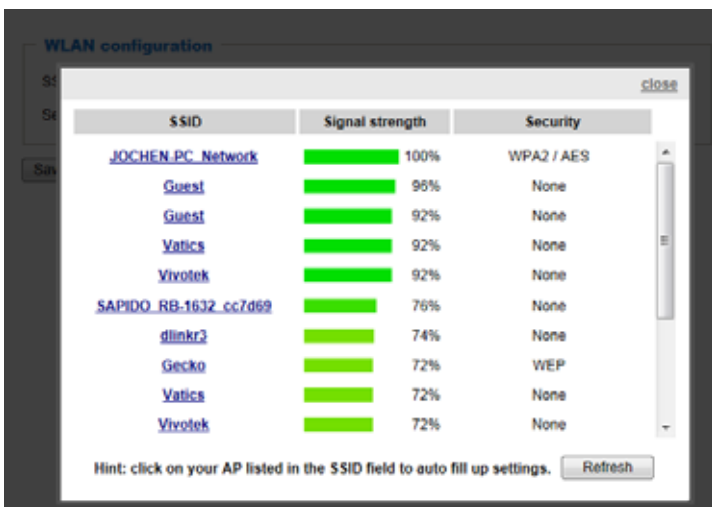 WLAN configuration
close
SSID Signal strength Security
JOCHEN-PC_Network 100% WPA2 / AES
Guest 96% None
Guest 92% None
Vatics 92% None
Vivotek 92% None
SAPIDO_RB-1632_cc7d69 76% None
dlinkr3 74% None
Gecko 72% WEP
Vatics 72% None
Vivotek 72% None
Hint: click on your AP listed in the SSID field to auto fill up settings. Refresh